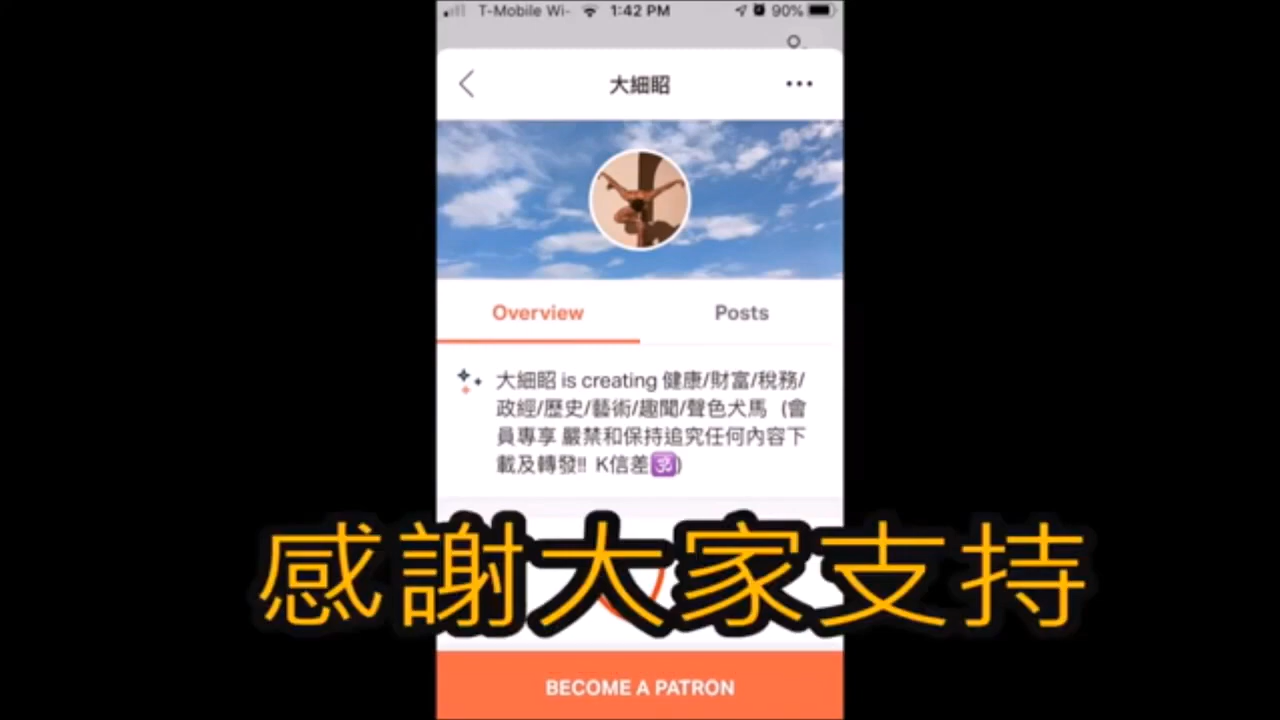 T-Mobile Wi- 1:42 PM 90%
大細昭
Overview Posts
大細昭 is creating 健康/財富/稅務/
政經/歷史/藝術/趣聞/聲色犬馬 (會
員專享 嚴禁和保持追究任何內容下
載及轉發!! K信差🕉)
感謝大家支持
BECOME A PATRON